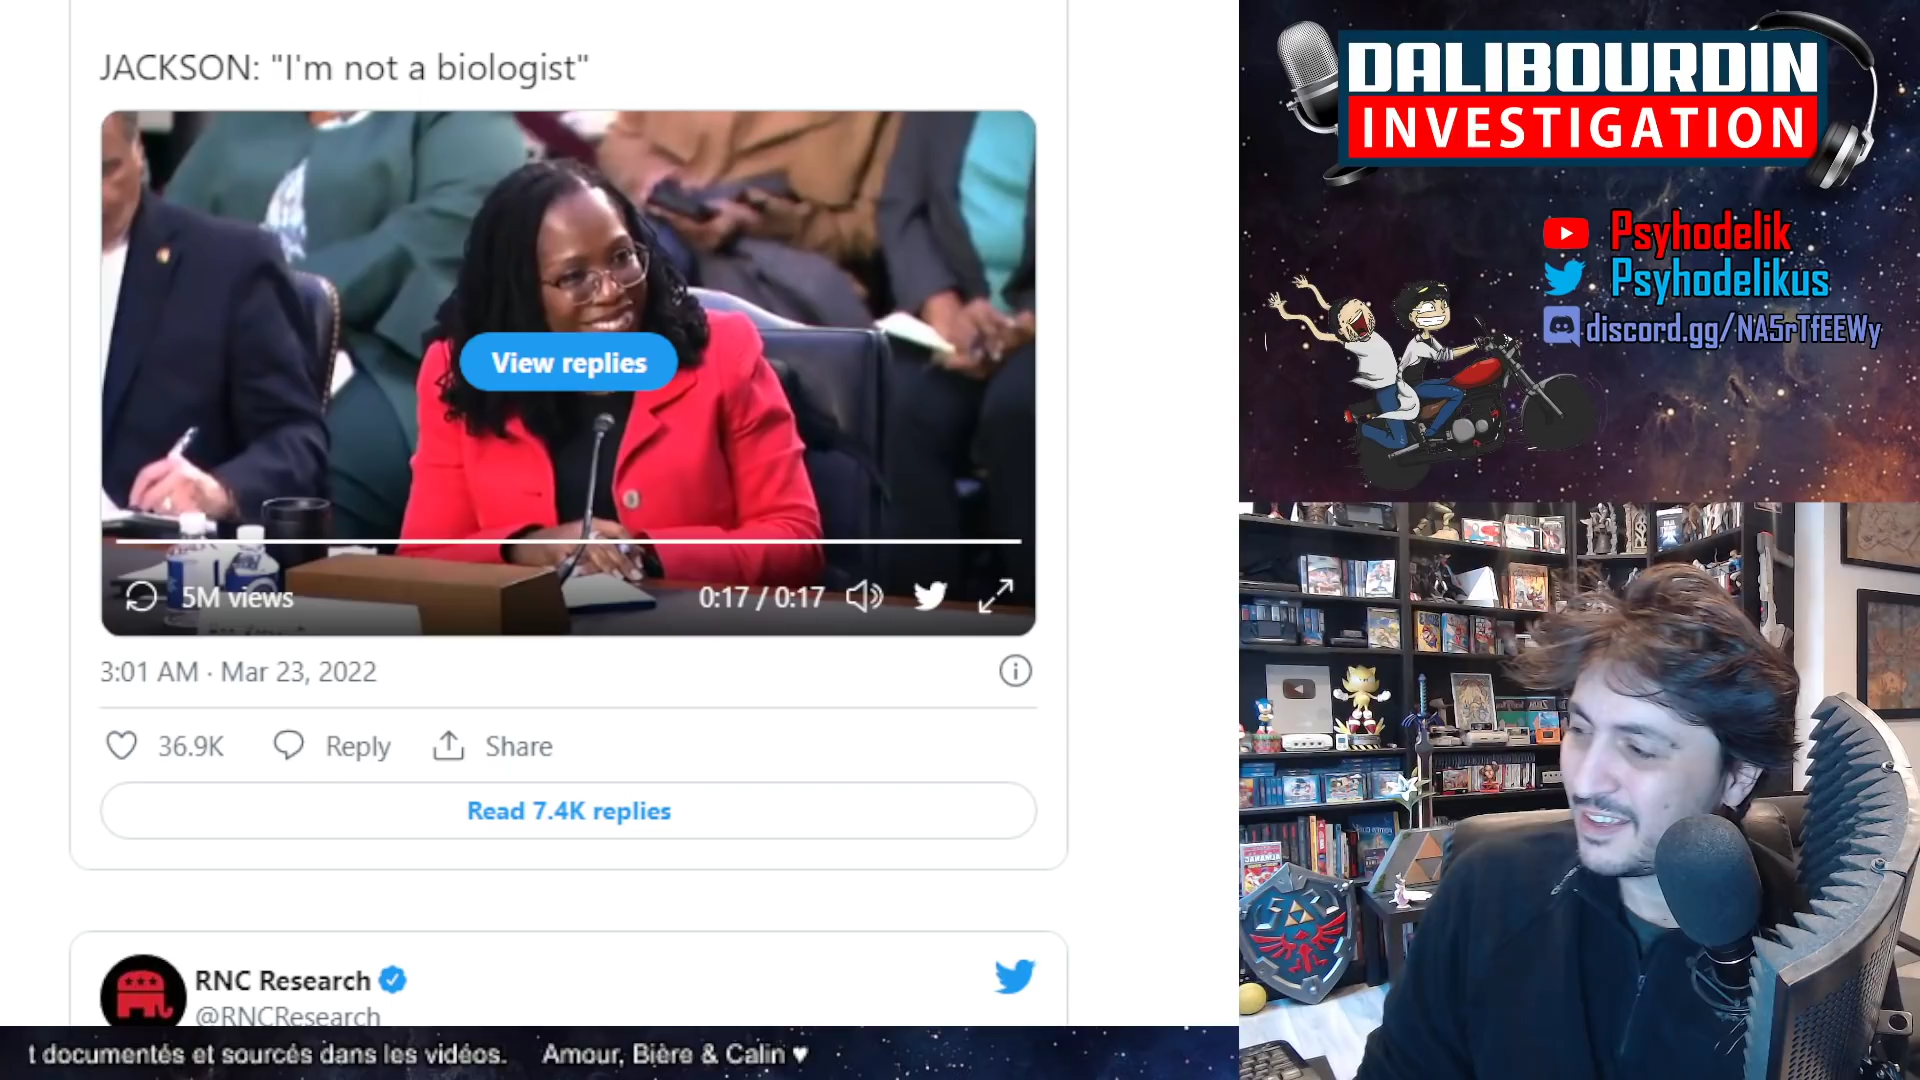 JACKSON: "I'm not a biologist"
View replies
5M views
0:17 / 0:17
3:01 AM · Mar 23, 2022
36.9K
Reply
Share
Read 7.4K replies
RNC Research
@RNCResearch
t documentés et sourcés dans les vidéos. Amour, Bière & Calin ♥
DALIBOURDIN
INVESTIGATION
Psyhodelik
Psyhodelikus
discord.gg/NA5rTfEEWy